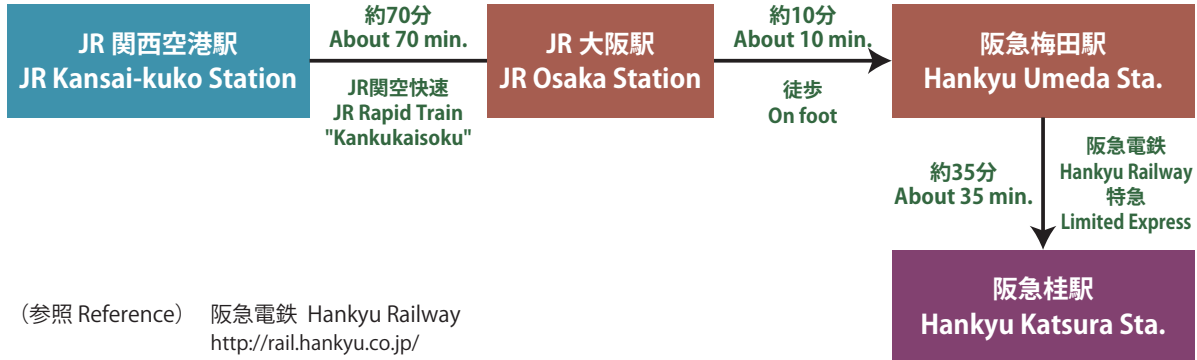 JR 関西空港駅
JR Kansai-kuko Station
約70分
About 70 min.
JR関空快速
JR Rapid Train
"Kankukaisoku"
JR 大阪駅
JR Osaka Station
約10分
About 10 min.
徒歩
On foot
阪急梅田駅
Hankyu Umeda Sta.
約35分
About 35 min.
阪急電鉄
Hankyu Railway
特急
Limited Express
阪急桂駅
Hankyu Katsura Sta.
（参照 Reference） 阪急電鉄 Hankyu Railway
http://rail.hankyu.co.jp/